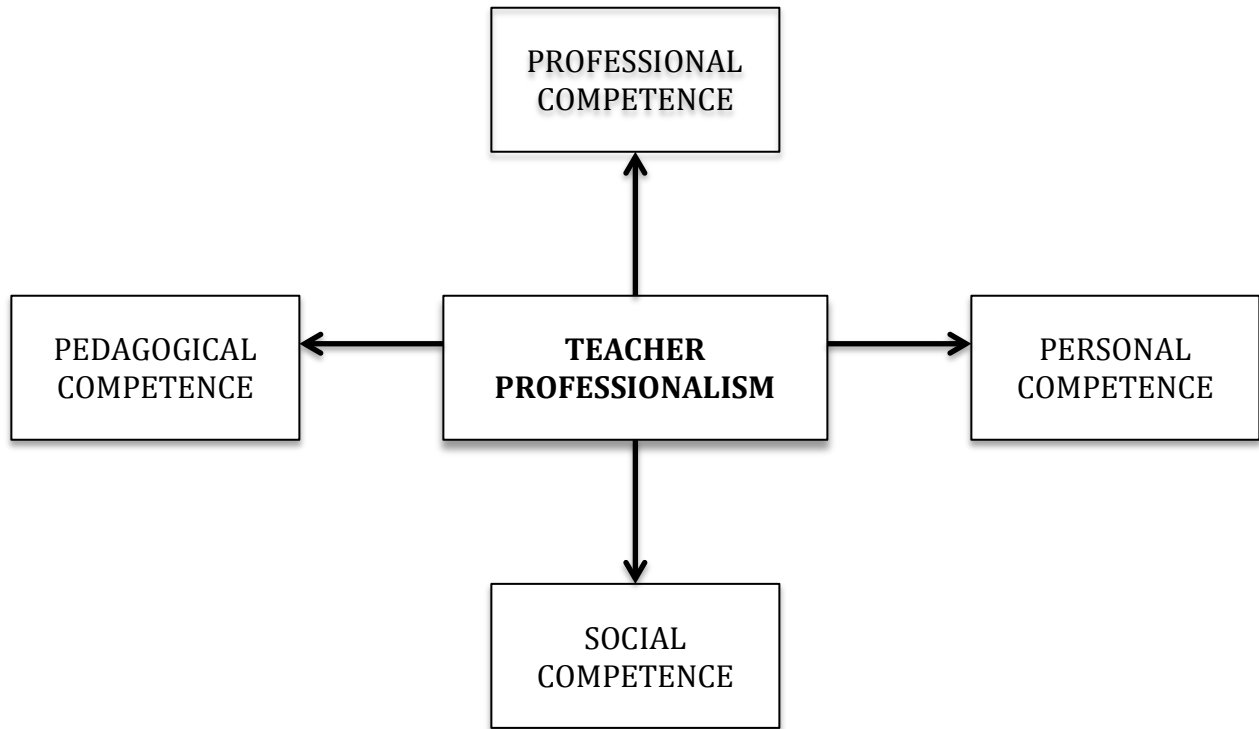 PROFESSIONAL
COMPETENCE
PEDAGOGICAL
COMPETENCE
TEACHER
PROFESSIONALISM
PERSONAL
COMPETENCE
SOCIAL
COMPETENCE